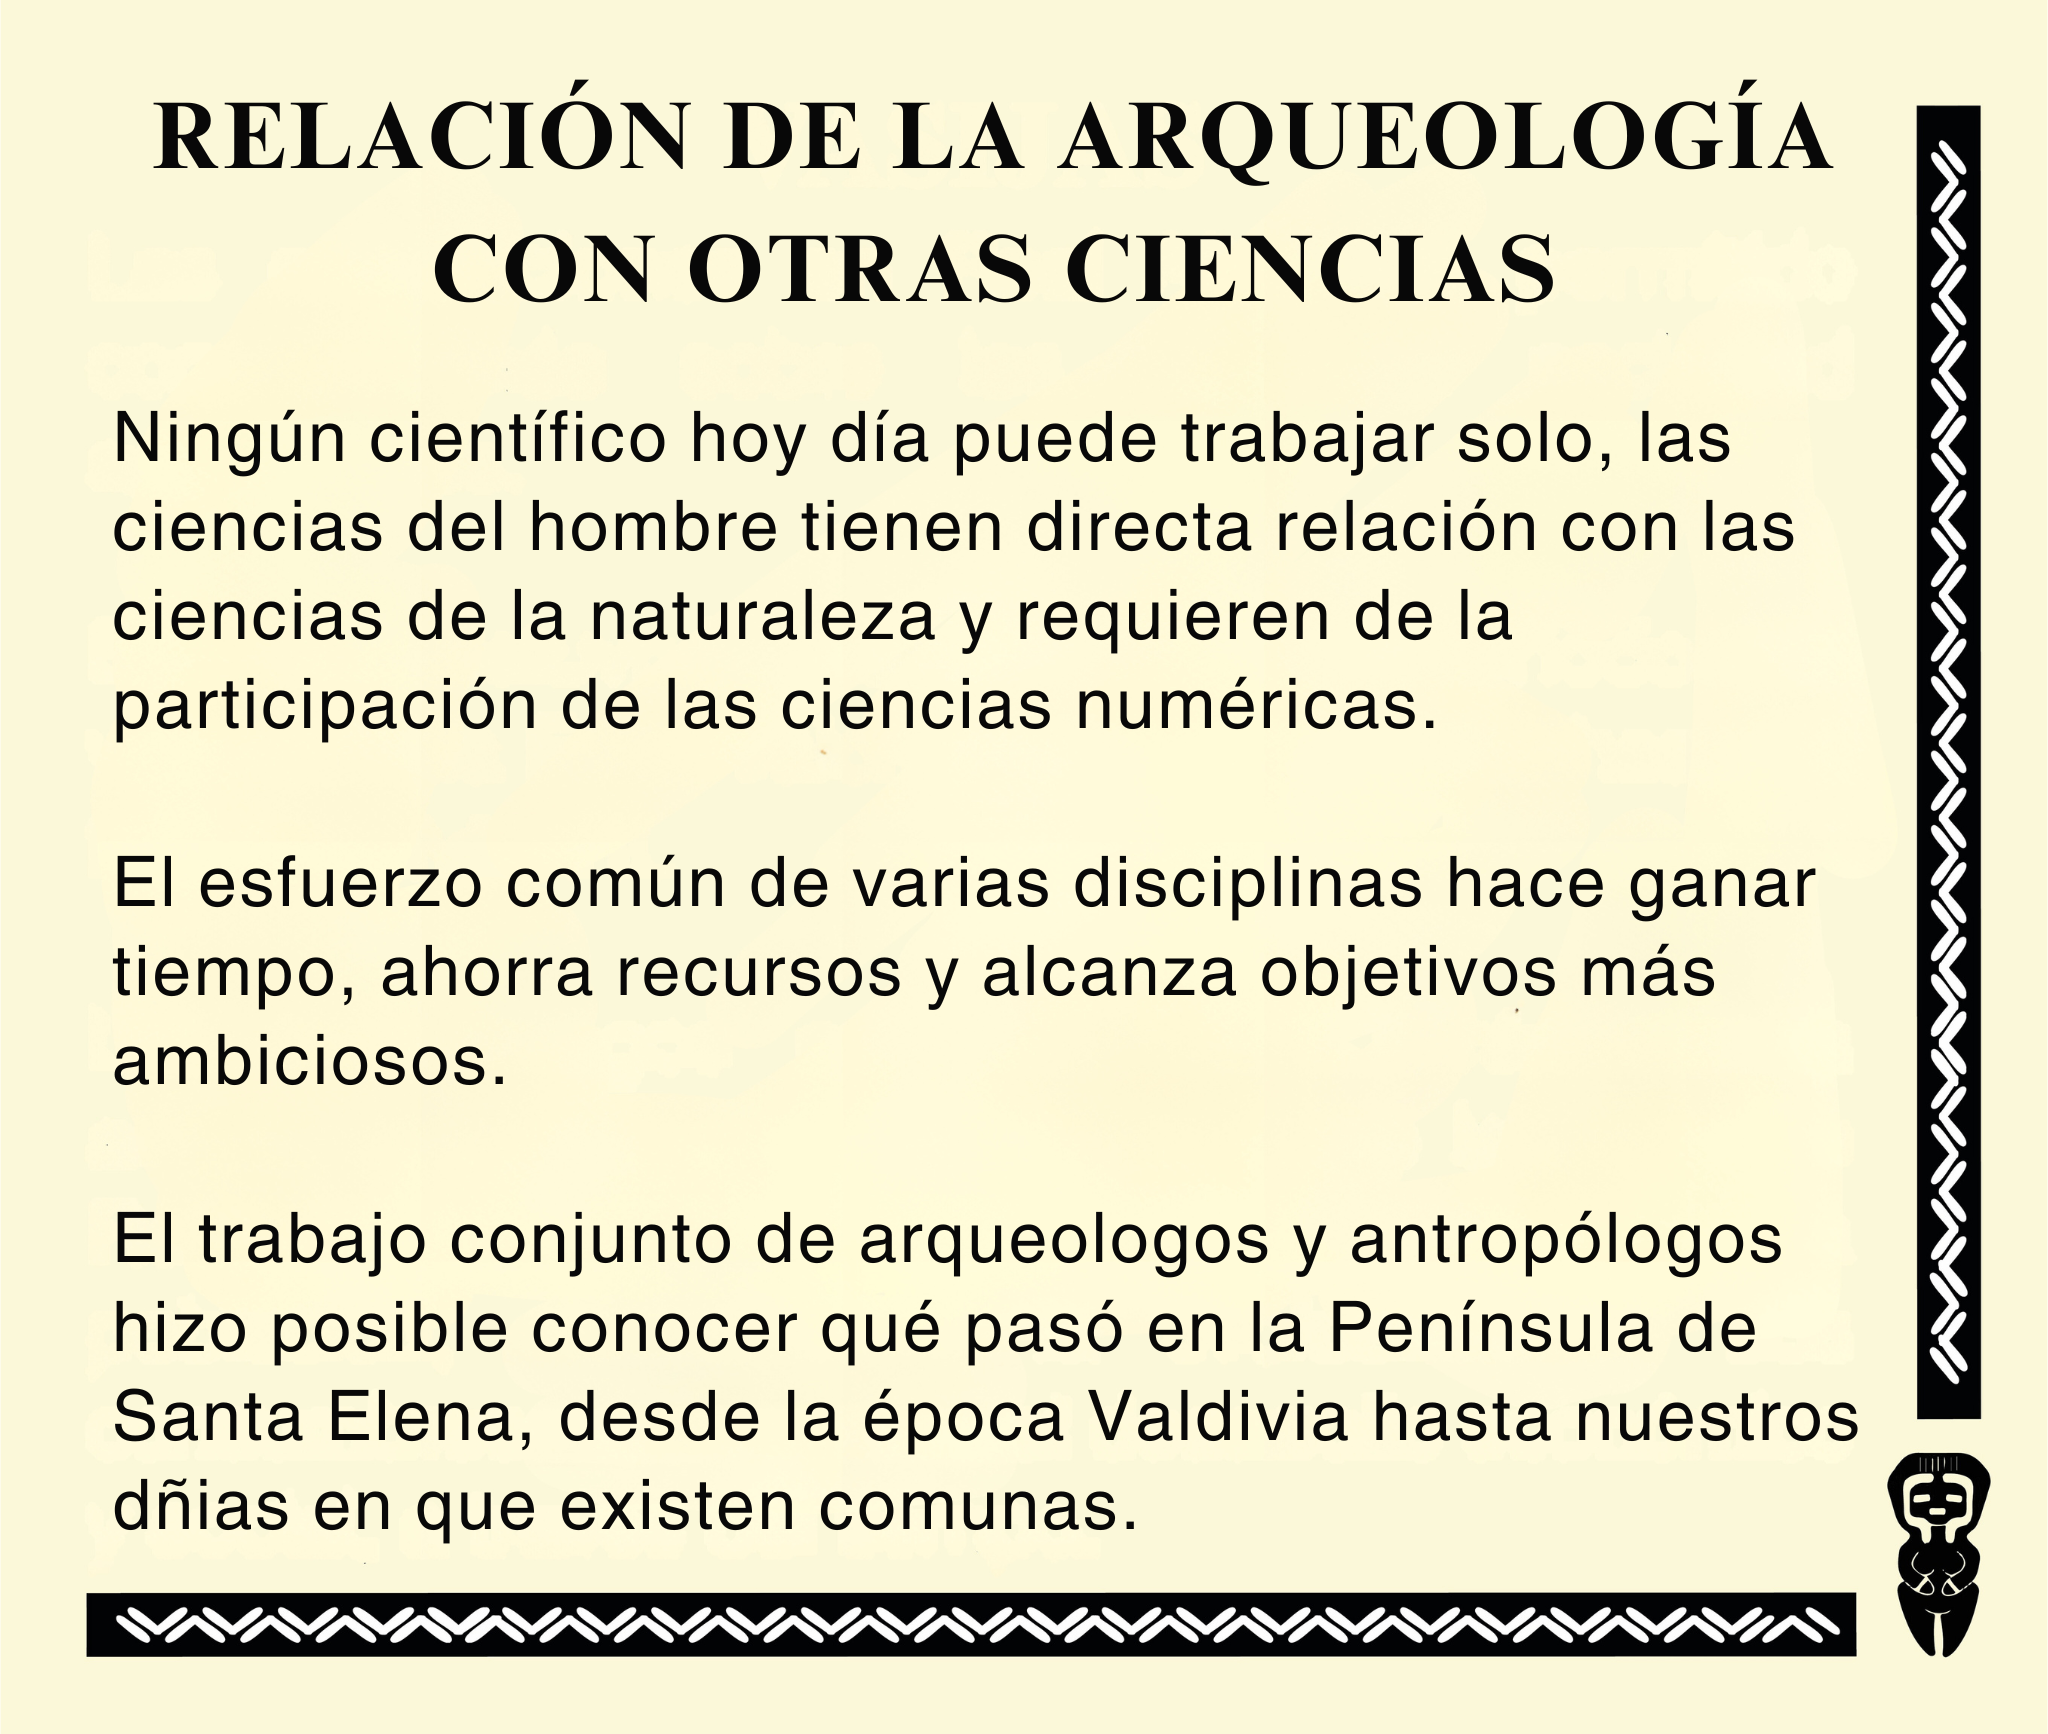 RELACIÓN DE LA ARQUEOLOGÍA
CON OTRAS CIENCIAS
Ningún científico hoy día puede trabajar solo, las
ciencias del hombre tienen directa relación con las
ciencias de la naturaleza y requieren de la
participación de las ciencias numéricas.
El esfuerzo común de varias disciplinas hace ganar
tiempo, ahorra recursos y alcanza objetivos más
ambiciosos.
El trabajo conjunto de arqueologos y antropólogos
hizo posible conocer qué pasó en la Península de
Santa Elena, desde la época Valdivia hasta nuestros
dñias en que existen comunas.